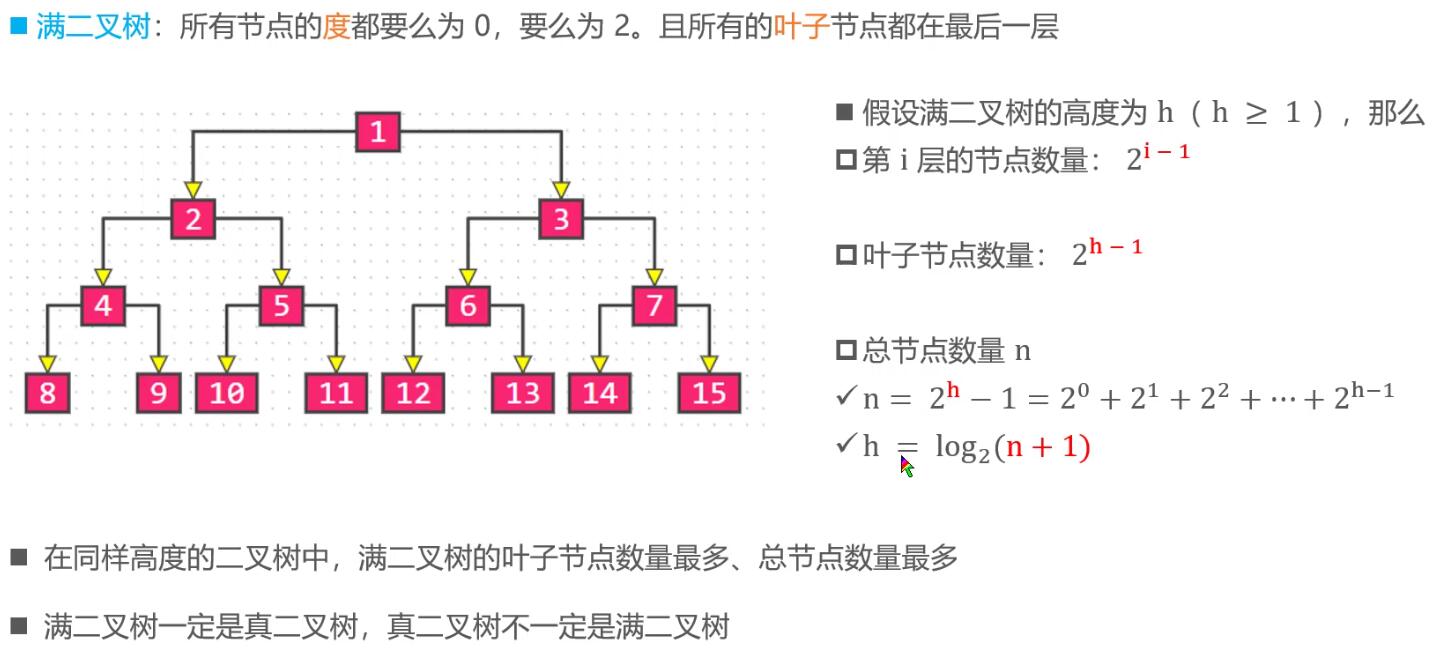 ■ 满二叉树：所有节点的度都要么为 0，要么为 2。且所有的叶子节点都在最后一层
1
2 3
4 5 6 7
8 9 10 11 12 13 14 15
■ 假设满二叉树的高度为 h（ h ≥ 1 ），那么
第 i 层的节点数量： 2^{i − 1}
叶子节点数量： 2^{h − 1}
总节点数量 n
✓ n = 2^{h} − 1 = 2^{0} + 2^{1} + 2^{2} + ⋯ + 2^{h−1}
✓ h = log₂(n + 1)
■ 在同样高度的二叉树中，满二叉树的叶子节点数量最多、总节点数量最多
■ 满二叉树一定是真二叉树，真二叉树不一定是满二叉树